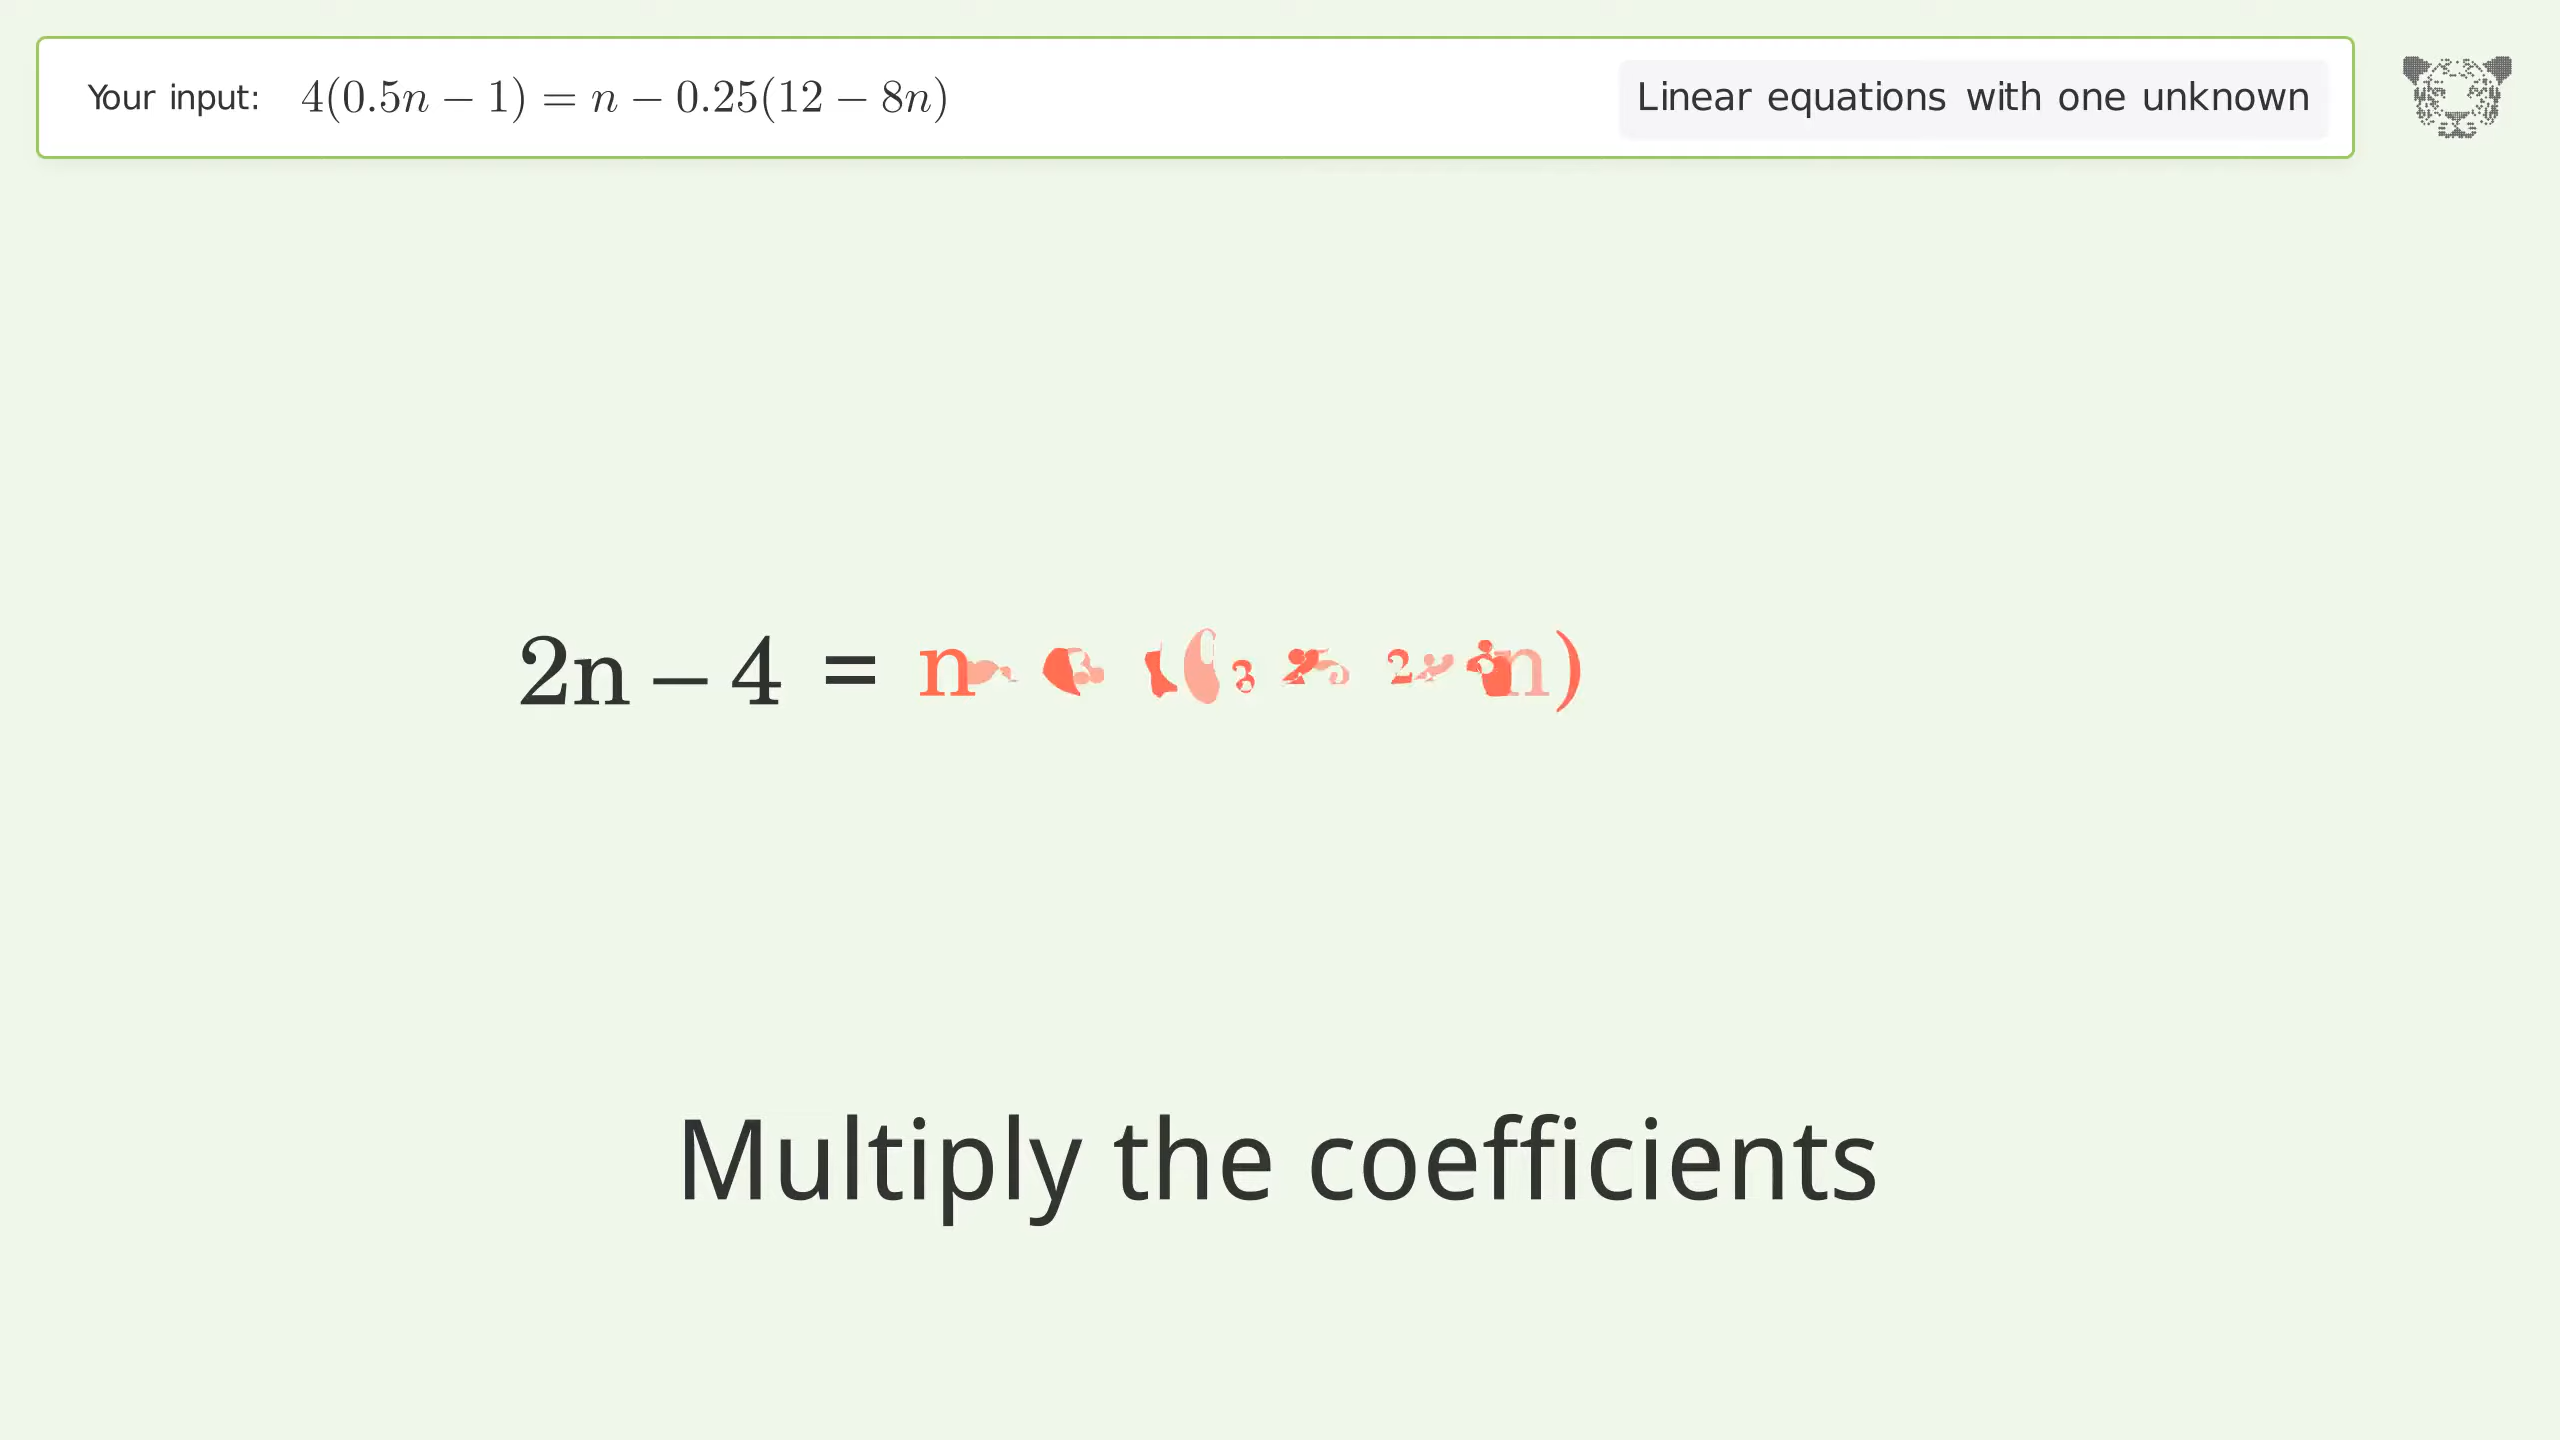 Your input: 4(0.5n − 1) = n − 0.25(12 − 8n)
Linear equations with one unknown
2n – 4 = n
n)
Multiply the coefficients